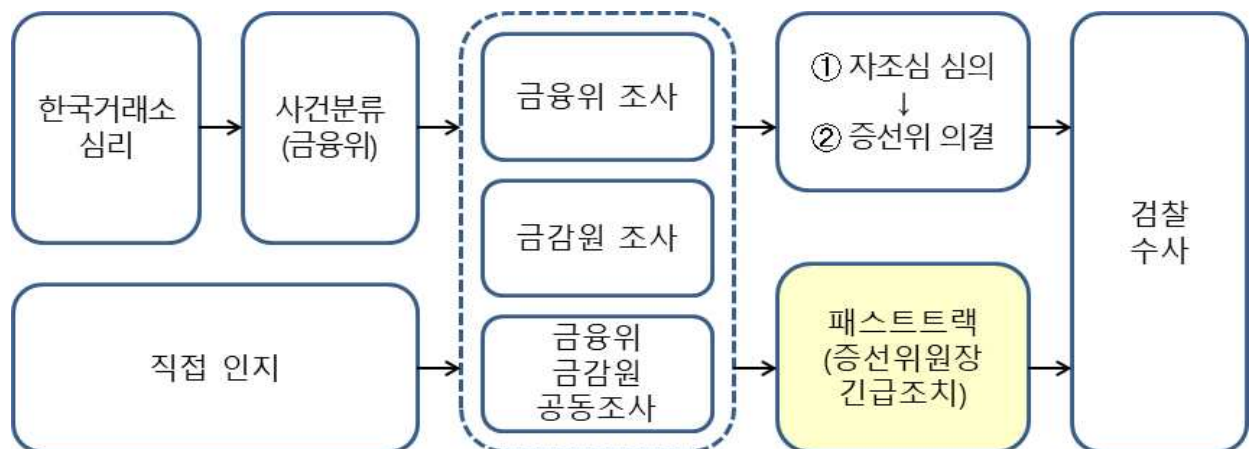 한국거래소
심리
사건분류
(금융위)
직접 인지
금융위 조사
금감원 조사
금융위
금감원
공동조사
① 자조심 심의
↓
② 증선위 의결
패스트트랙
(증선위원장
긴급조치)
검찰
수사